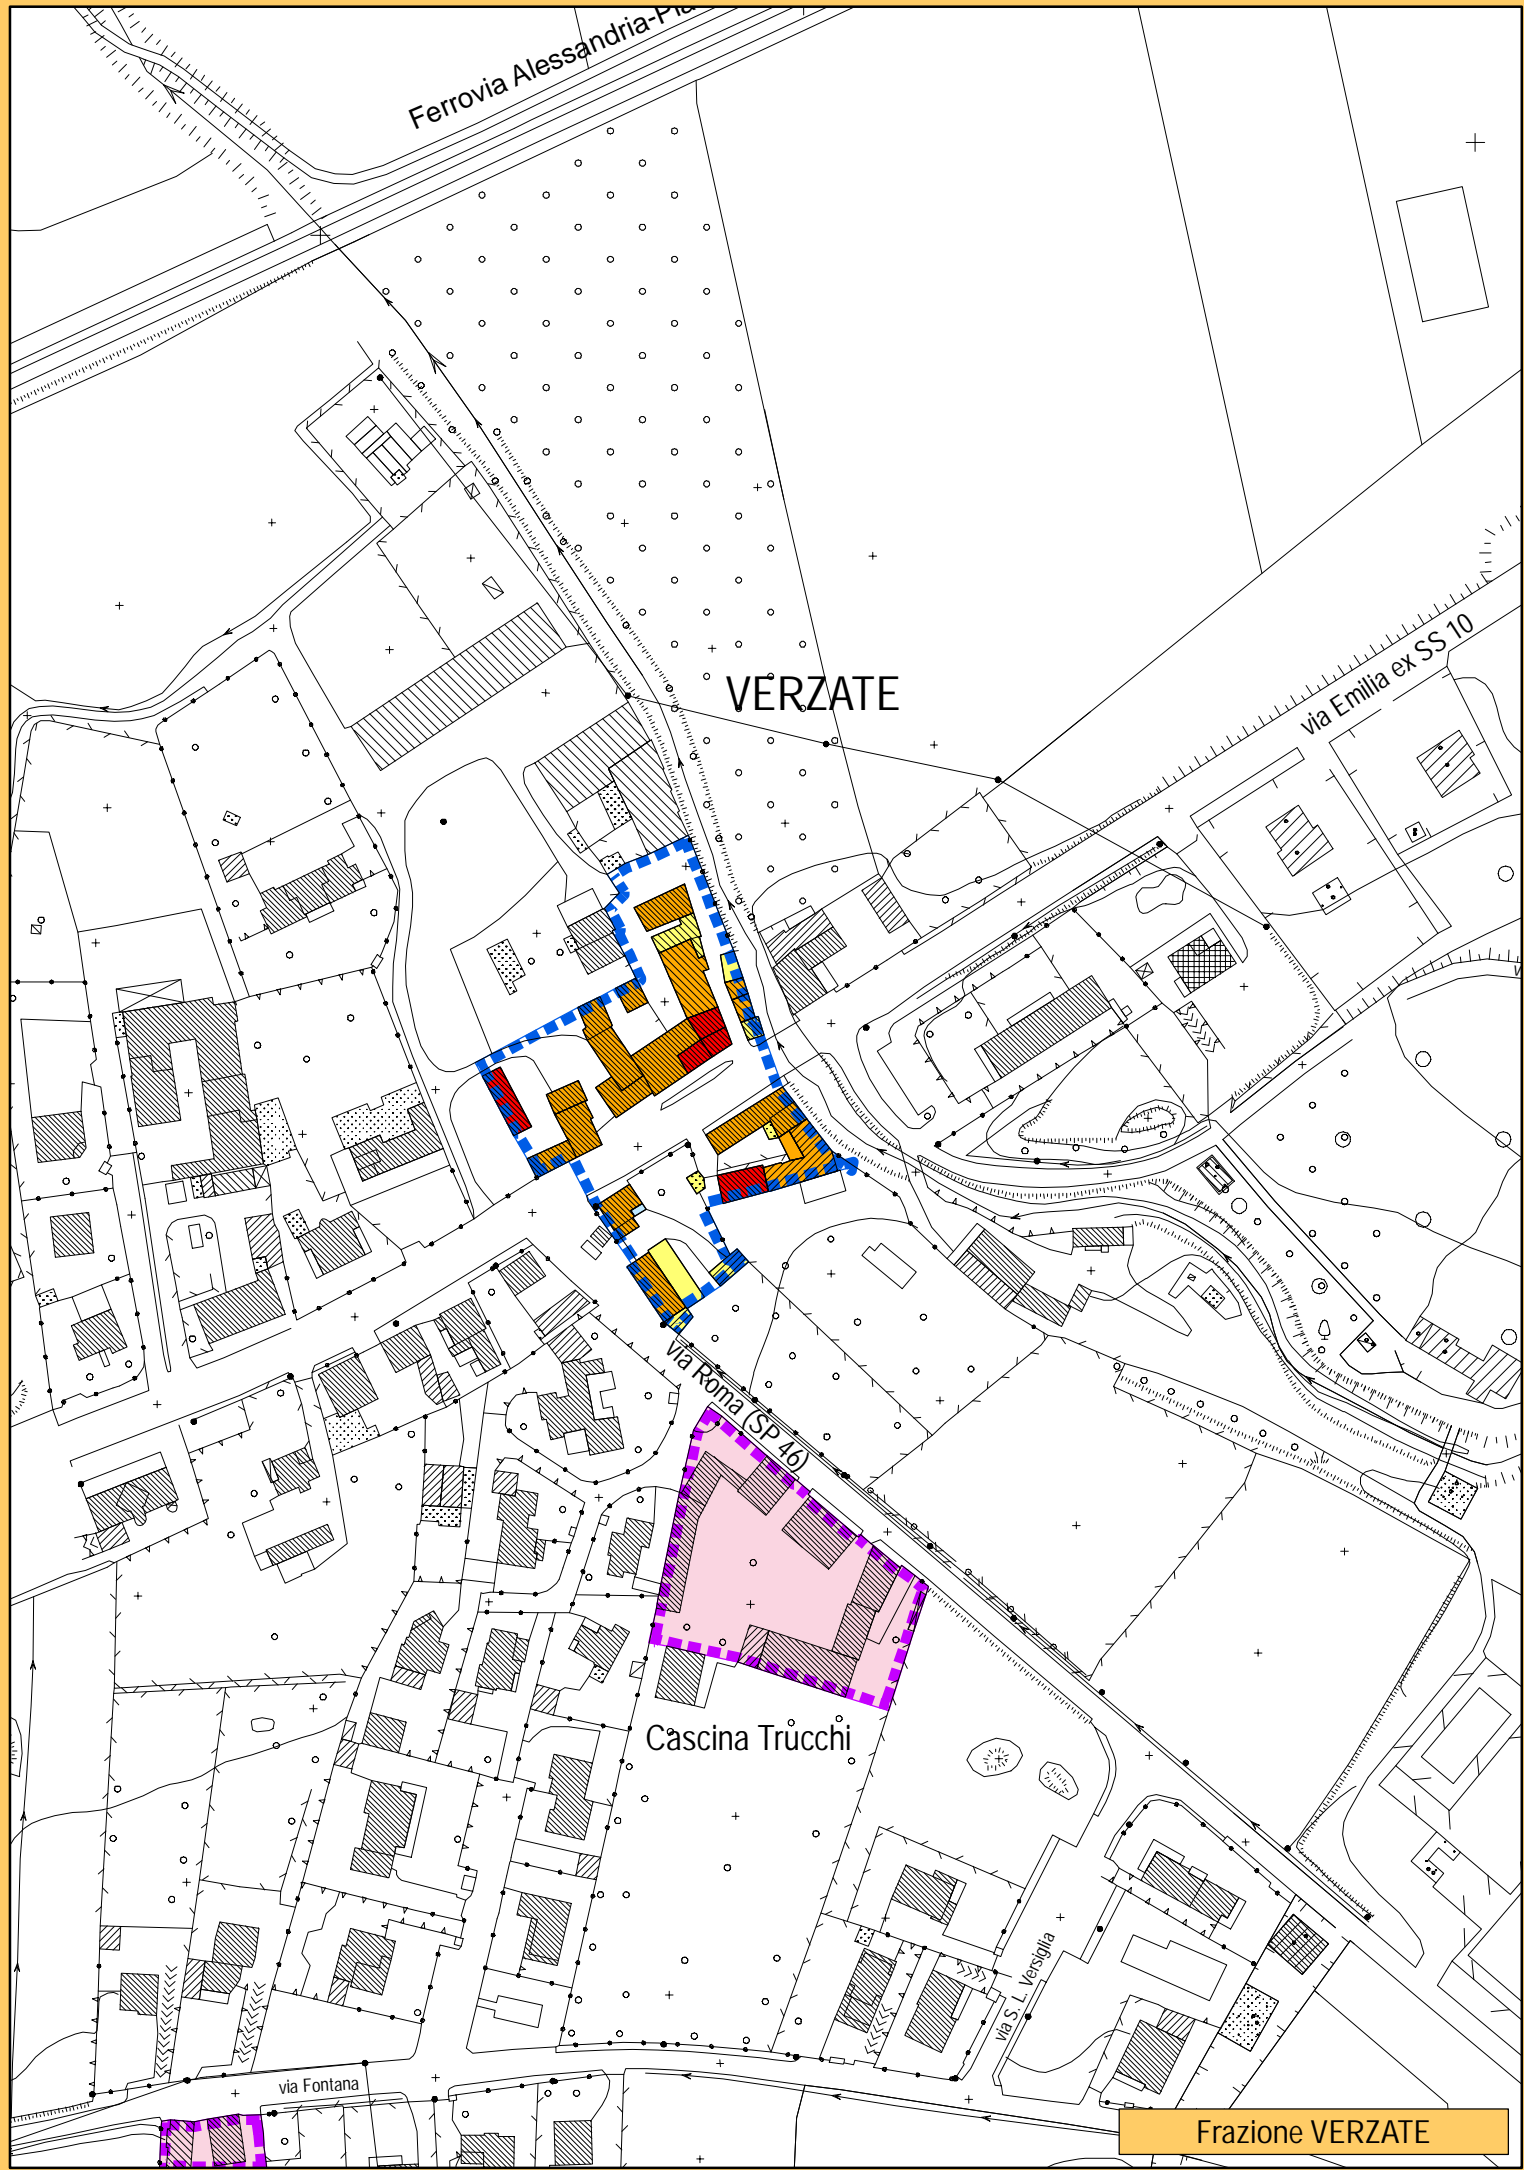 Ferrovia Alessandria-Pia
VERZATE
via Emilia ex SS 10
via Roma (SP 46)
Cascina Trucchi
via S. L. Versiglia
via Fontana
Frazione VERZATE